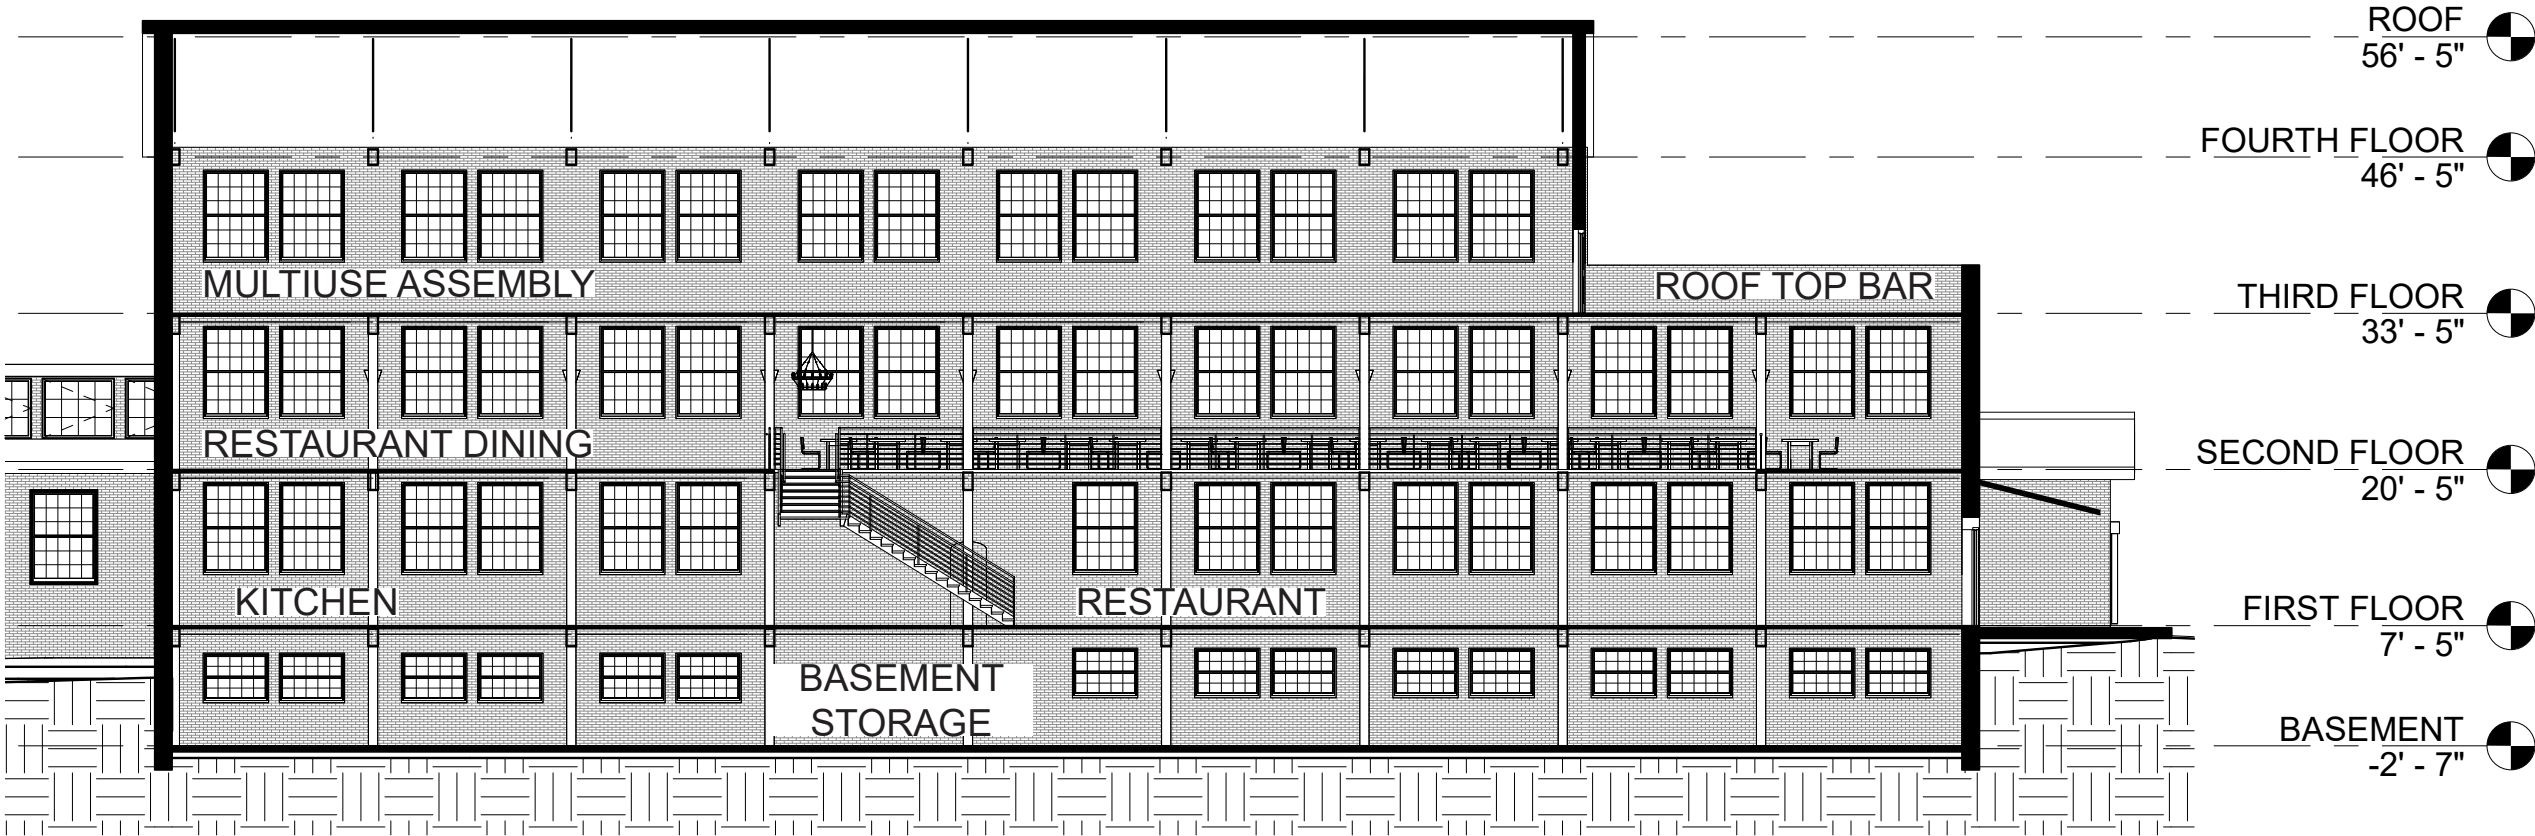 ROOF
56' - 5"
FOURTH FLOOR
46' - 5"
MULTIUSE ASSEMBLY
ROOF TOP BAR
THIRD FLOOR
33' - 5"
RESTAURANT DINING
SECOND FLOOR
20' - 5"
KITCHEN
RESTAURANT
FIRST FLOOR
7' - 5"
BASEMENT
STORAGE
BASEMENT
-2' - 7"